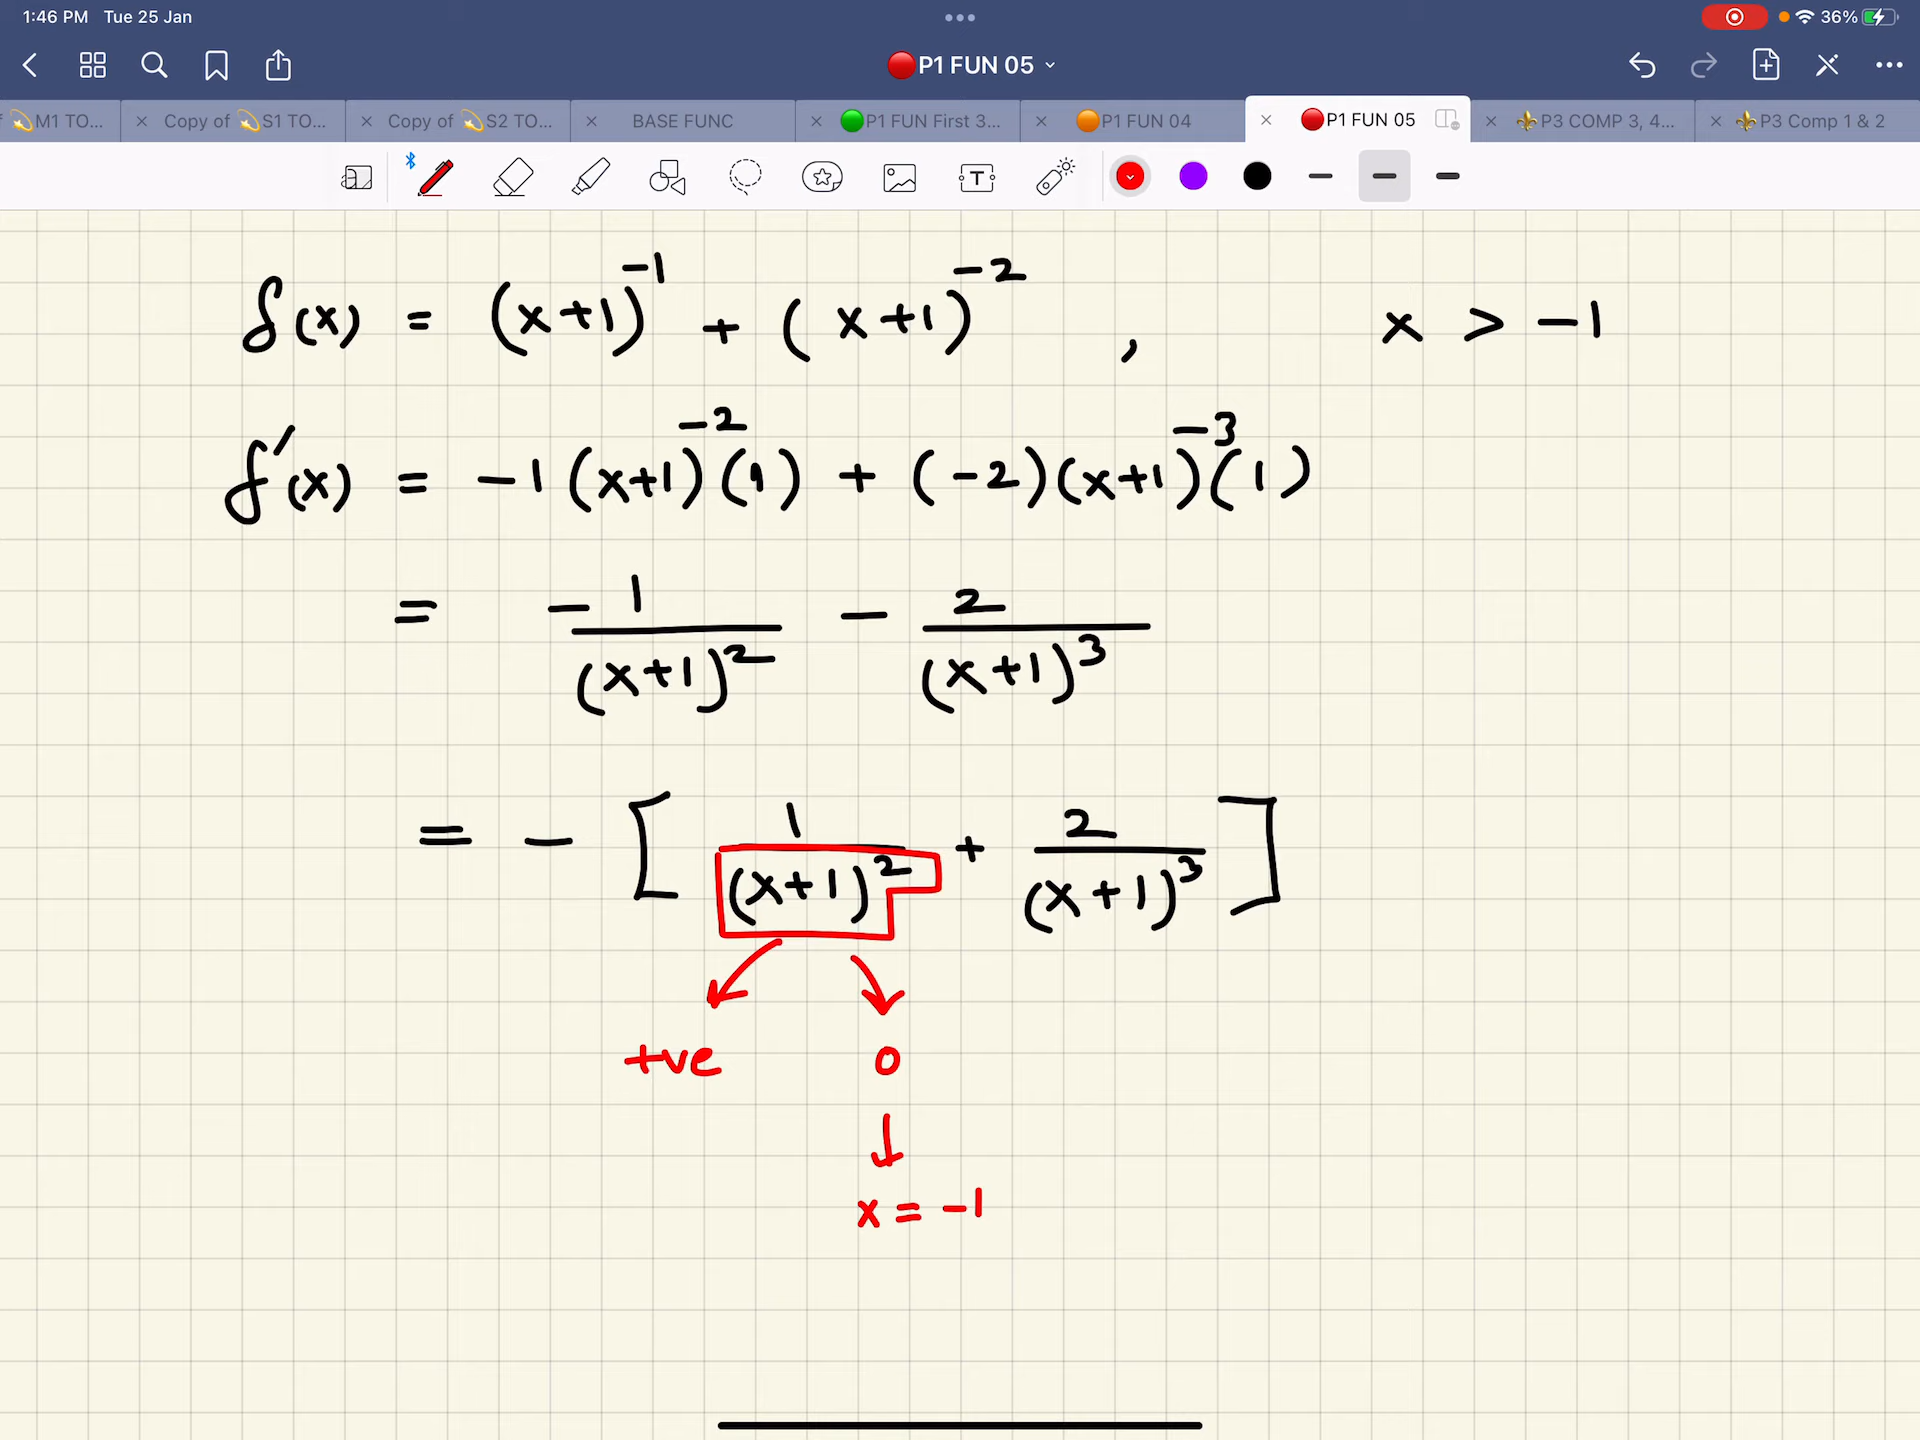 1:46 PM Tue 25 Jan
36%
P1 FUN 05
M1 TO...
Copy of S1 TO...
Copy of S2 TO...
BASE FUNC
P1 FUN First 3...
P1 FUN 04
P1 FUN 05
P3 COMP 3, 4...
P3 Comp 1 & 2
f(x) = (x+1)^-1 + (x+1)^-2 , x > -1
f'(x) = -1(x+1)^-2(1) + (-2)(x+1)^-3(1)
= -1/(x+1)^2 - 2/(x+1)^3
= -[1/(x+1)^2 + 2/(x+1)^3]
+ve 0
x = -1